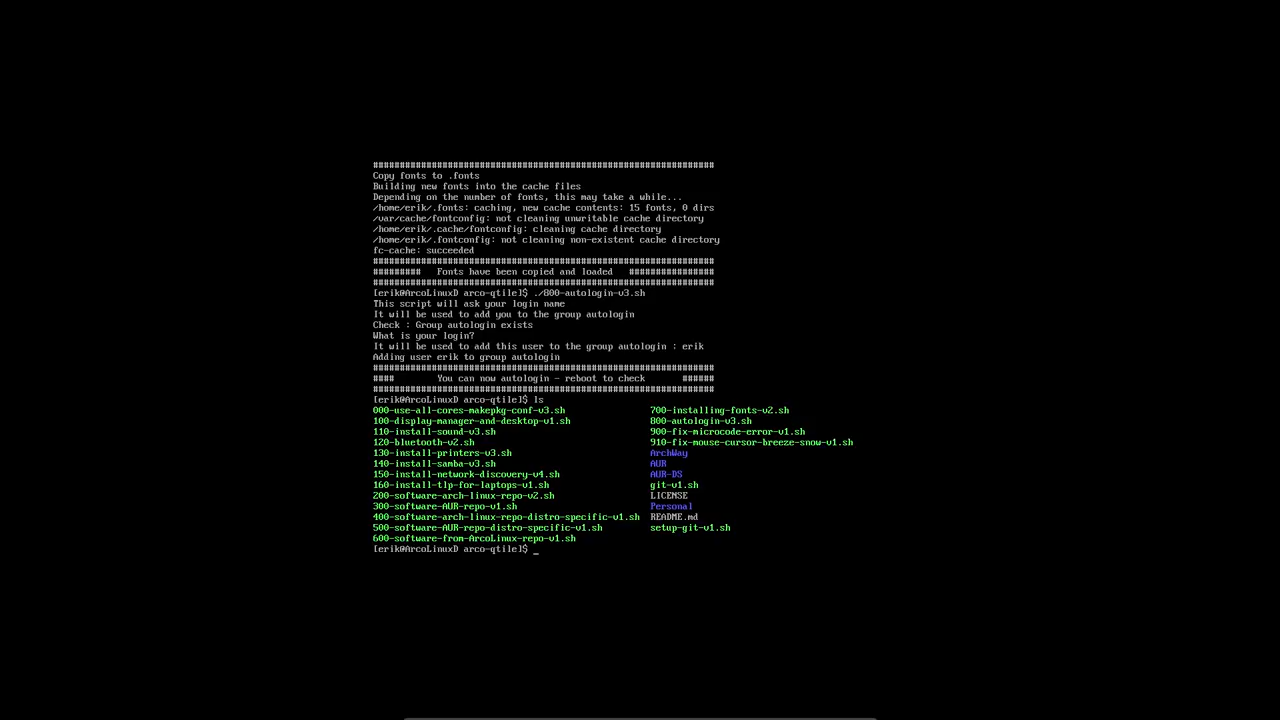 ################################################################
Copy fonts to .fonts
Building new fonts into the cache files
Depending on the number of fonts, this may take a while...
/home/erik/.fonts: caching, new cache contents: 15 fonts, 0 dirs
/var/cache/fontconfig: not cleaning unwritable cache directory
/home/erik/.cache/fontconfig: cleaning cache directory
/home/erik/.fontconfig: not cleaning non-existent cache directory
fc-cache: succeeded
################################################################
#########   Fonts have been copied and loaded   ################
################################################################
[erik@ArcoLinuxD arco-qtile]$ ./800-autologin-v3.sh
This script will ask your login name
It will be used to add you to the group autologin
Check : Group autologin exists
What is your login?
It will be used to add this user to the group autologin : erik
Adding user erik to group autologin
################################################################
####        You can now autologin - reboot to check       ######
################################################################
[erik@ArcoLinuxD arco-qtile]$ ls
000-use-all-cores-makepkg-conf-v3.sh                700-installing-fonts-v2.sh
100-display-manager-and-desktop-v1.sh               800-autologin-v3.sh
110-install-sound-v3.sh                             900-fix-microcode-error-v1.sh
120-bluetooth-v2.sh                                 910-fix-mouse-cursor-breeze-snow-v1.sh
130-install-printers-v3.sh                          ArchWay
140-install-samba-v3.sh                             AUR
150-install-network-discovery-v4.sh                 AUR-DS
160-install-tlp-for-laptops-v1.sh                   git-v1.sh
200-software-arch-linux-repo-v2.sh                  LICENSE
300-software-AUR-repo-v1.sh                         Personal
400-software-arch-linux-repo-distro-specific-v1.sh  README.md
500-software-AUR-repo-distro-specific-v1.sh         setup-git-v1.sh
600-software-from-ArcoLinux-repo-v1.sh
[erik@ArcoLinuxD arco-qtile]$ _